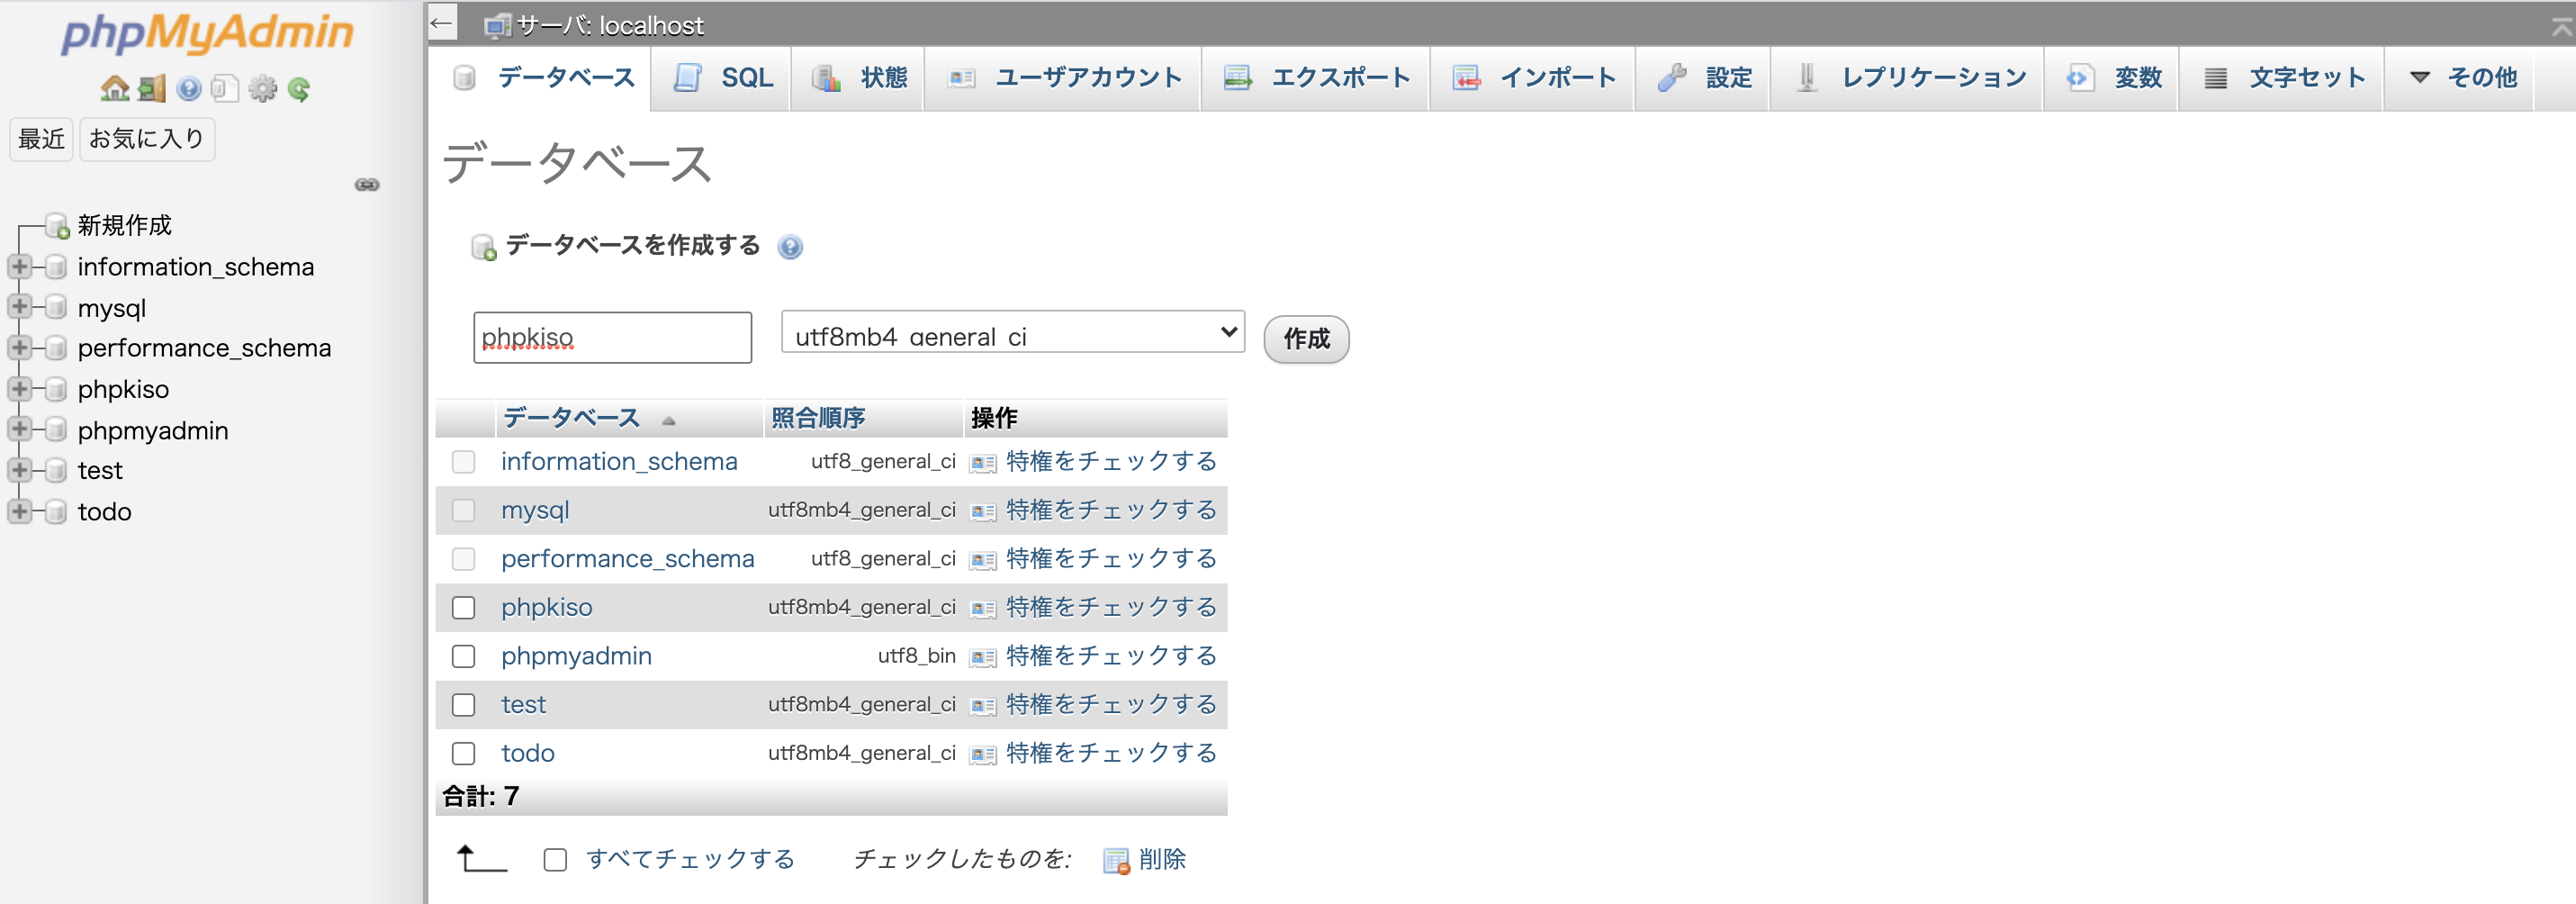 phpMyAdmin
最近 お気に入り
新規作成
information_schema
mysql
performance_schema
phpkiso
phpmyadmin
test
todo
サーバ: localhost
データベース SQL 状態 ユーザアカウント エクスポート インポート 設定 レプリケーション 変数 文字セット その他
データベース
データベースを作成する
phpkiso utf8mb4_general_ci 作成
データベース 照合順序 操作
information_schema utf8_general_ci 特権をチェックする
mysql utf8mb4_general_ci 特権をチェックする
performance_schema utf8_general_ci 特権をチェックする
phpkiso utf8mb4_general_ci 特権をチェックする
phpmyadmin utf8_bin 特権をチェックする
test utf8mb4_general_ci 特権をチェックする
todo utf8mb4_general_ci 特権をチェックする
合計: 7
すべてチェックする チェックしたものを: 削除